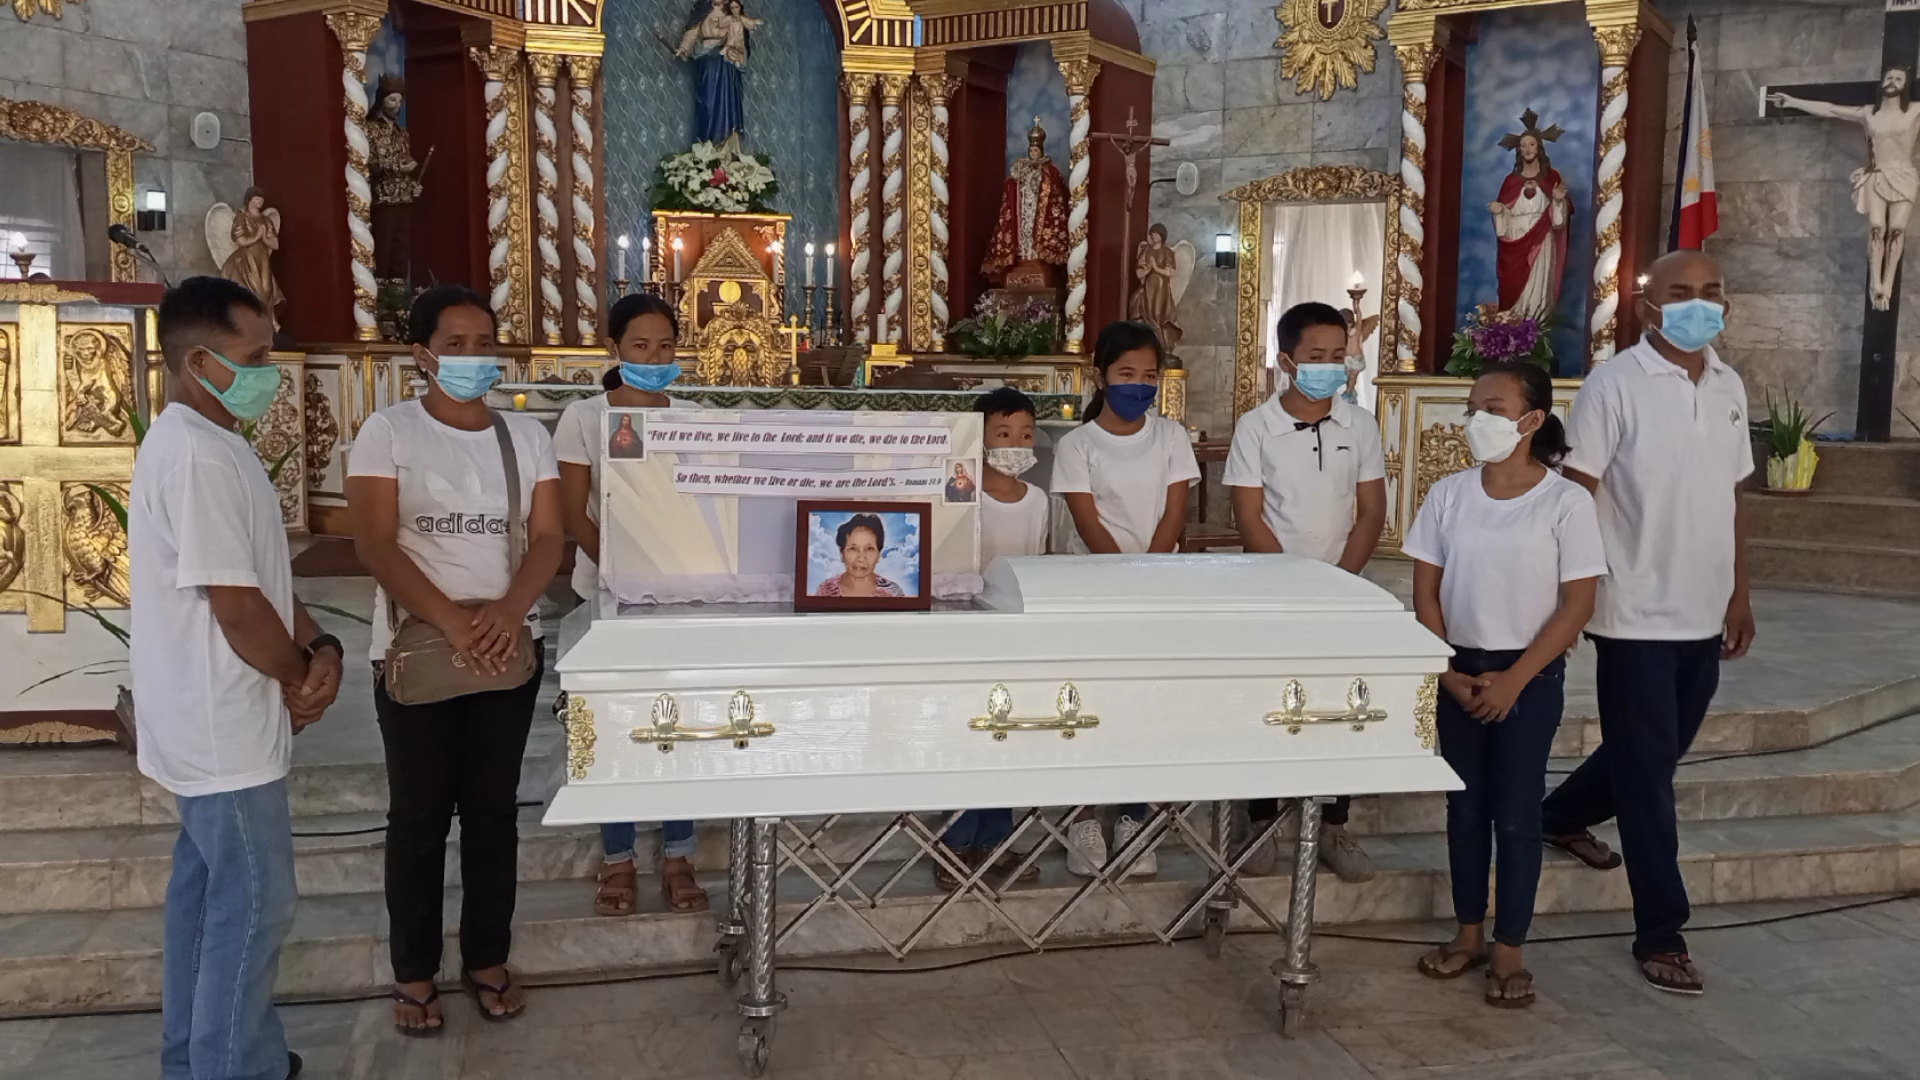 INRI
"For if we live, we live to the Lord; and if we die, we die to the Lord.
So then, whether we live or die, we are the Lord's. - Romans 14:8
adidas